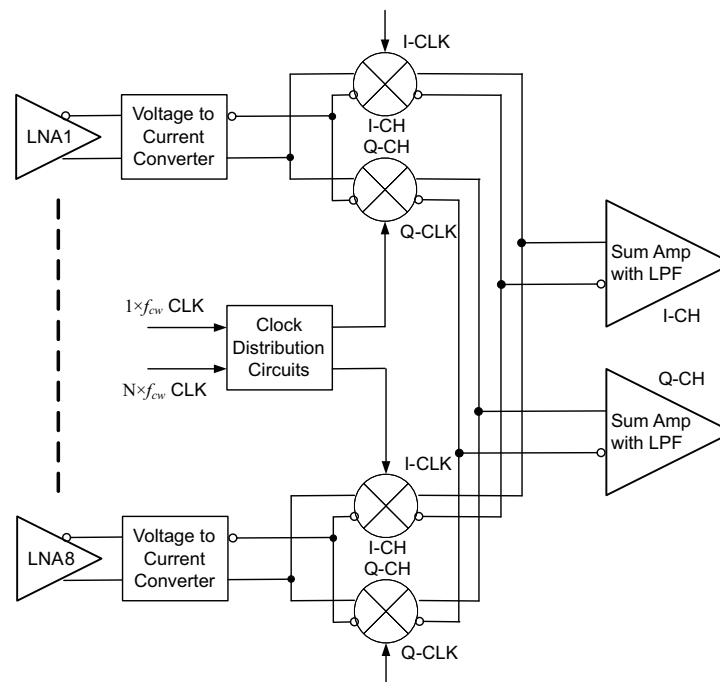 I-CLK
LNA1
Voltage to
Current
Converter
I-CH
Q-CH
Q-CLK
Sum Amp
with LPF
I-CH
1×fcw CLK
N×fcw CLK
Clock
Distribution
Circuits
Q-CH
Sum Amp
with LPF
I-CLK
LNA8
Voltage to
Current
Converter
I-CH
Q-CH
Q-CLK